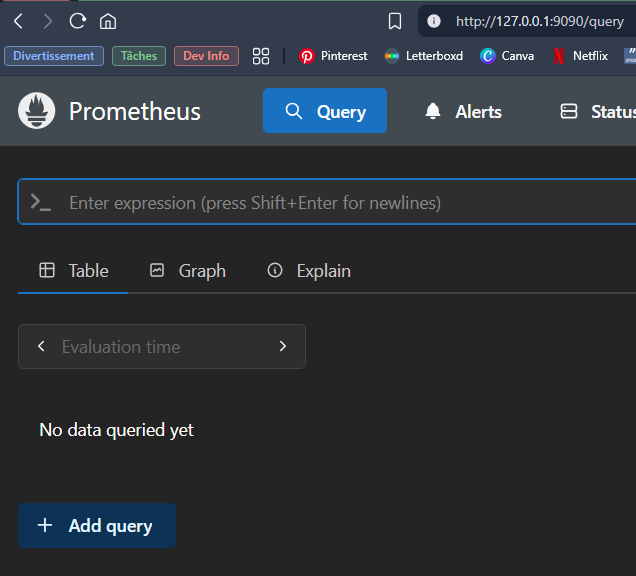 http://127.0.0.1:9090/query
Divertissement Tâches Dev Info Pinterest Letterboxd Canva Netflix
Prometheus Query Alerts Status
Enter expression (press Shift+Enter for newlines)
Table Graph Explain
Evaluation time
No data queried yet
Add query